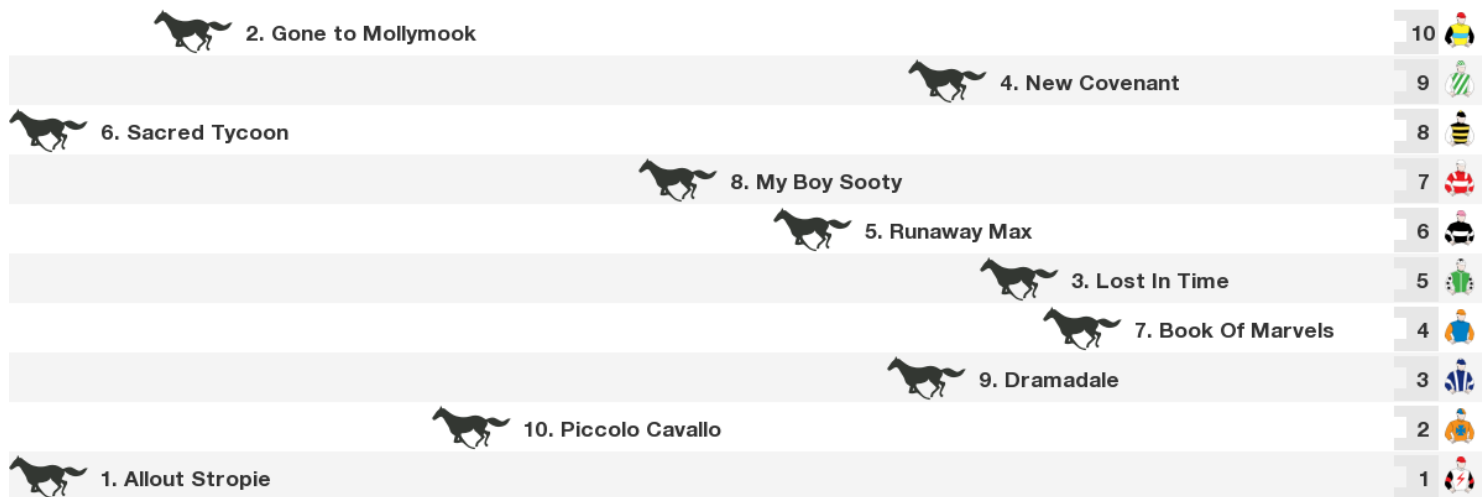 2. Gone to Mollymook 10
4. New Covenant 9
6. Sacred Tycoon 8
8. My Boy Sooty 7
5. Runaway Max 6
3. Lost In Time 5
7. Book Of Marvels 4
9. Dramadale 3
10. Piccolo Cavallo 2
1. Allout Stropie 1